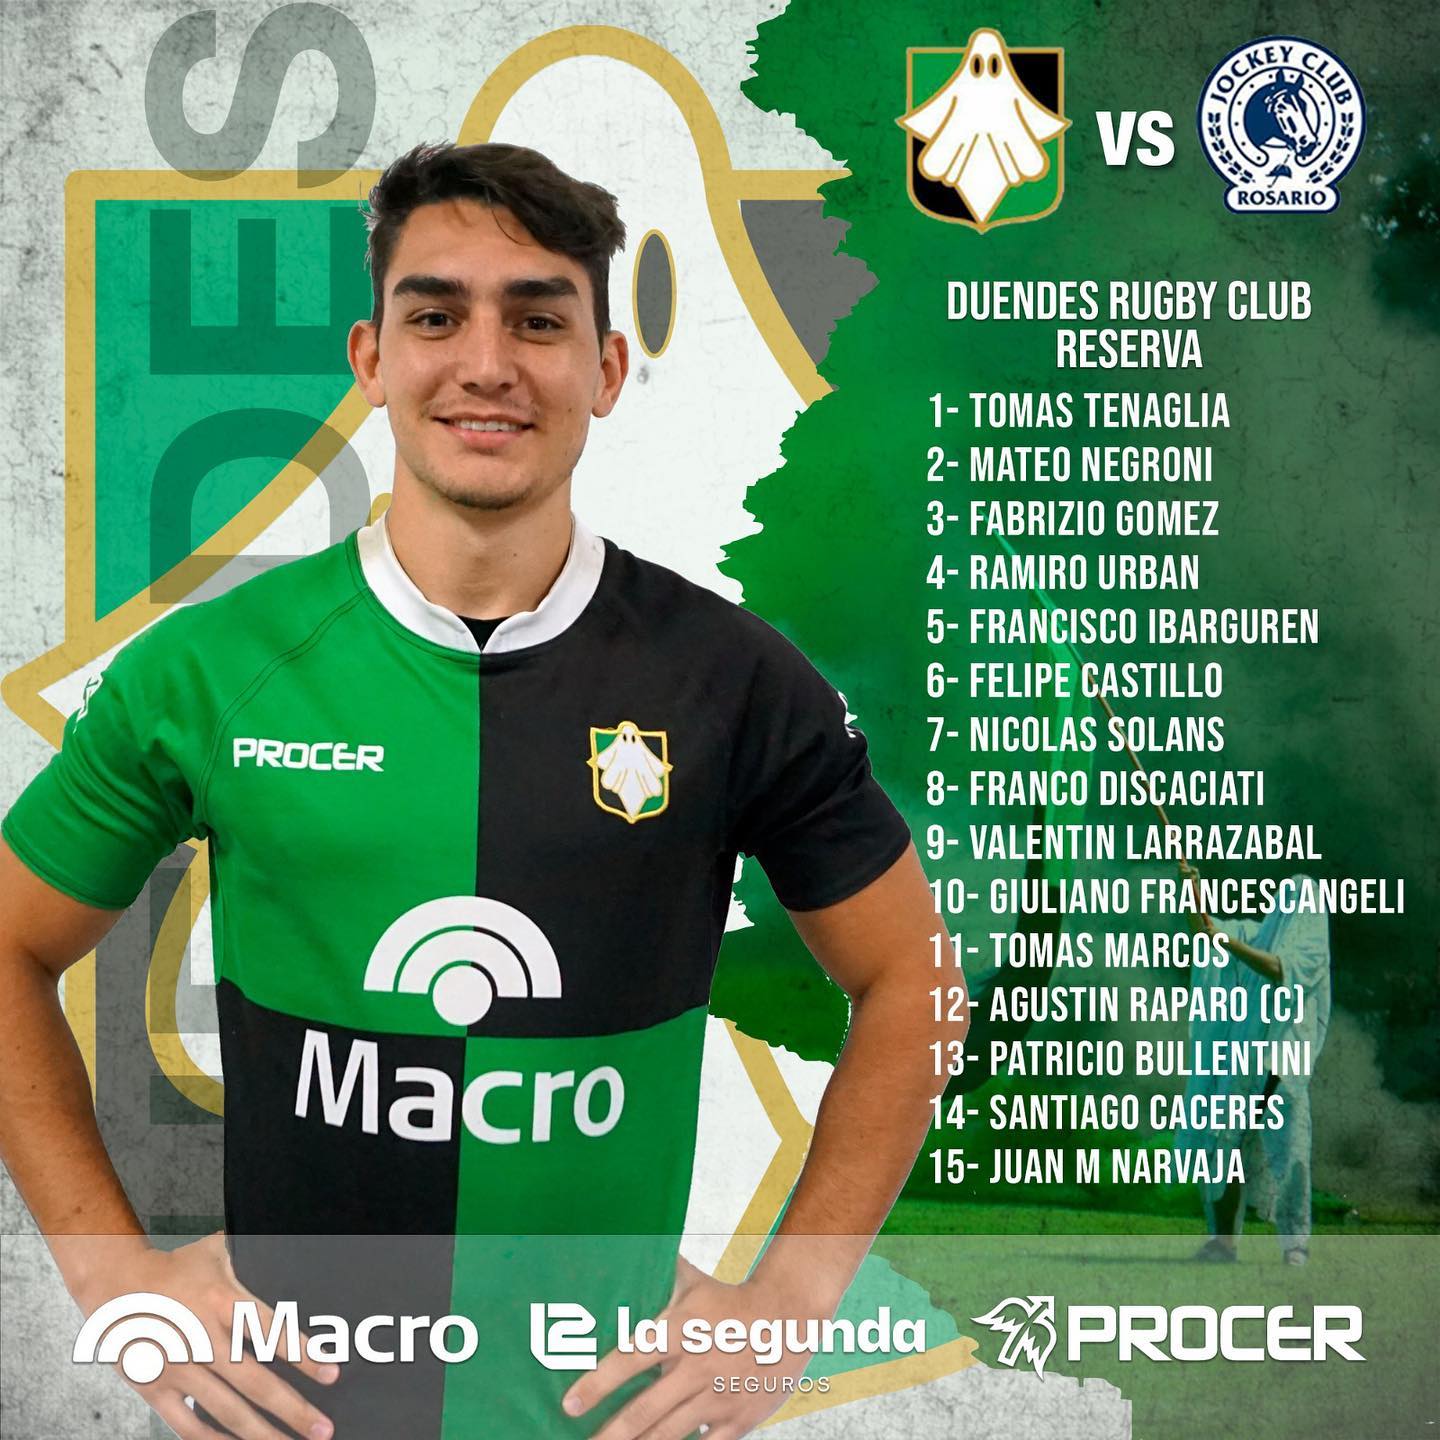 DUENDES
JOCKEY CLUB
VS
ROSARIO
DUENDES RUGBY CLUB
RESERVA
1- TOMAS TENAGLIA
2- MATEO NEGRONI
3- FABRIZIO GOMEZ
4- RAMIRO URBAN
5- FRANCISCO IBARGUREN
6- FELIPE CASTILLO
7- NICOLAS SOLANS
8- FRANCO DISCACIATI
9- VALENTIN LARRAZABAL
10- GIULIANO FRANCESCANGELI
11- TOMAS MARCOS
12- AGUSTIN RAPARO (C)
13- PATRICIO BULLENTINI
14- SANTIAGO CACERES
15- JUAN M NARVAJA
PROCER
Macro
Macro
la segunda
SEGUROS
PROCER